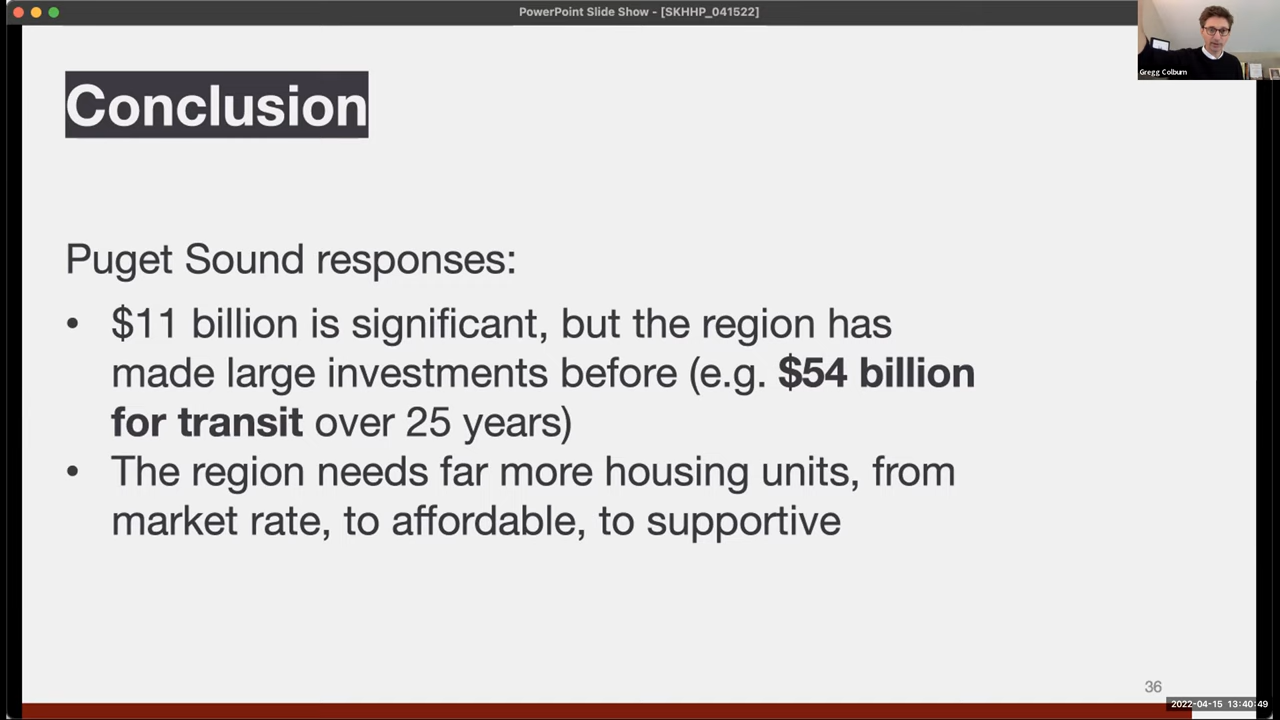 PowerPoint Slide Show - [SKHHP_041522]
Gregg Colburn
Conclusion
Puget Sound responses:
• $11 billion is significant, but the region has
made large investments before (e.g. $54 billion
for transit over 25 years)
• The region needs far more housing units, from
market rate, to affordable, to supportive
36
2022-04-15 13:40:49